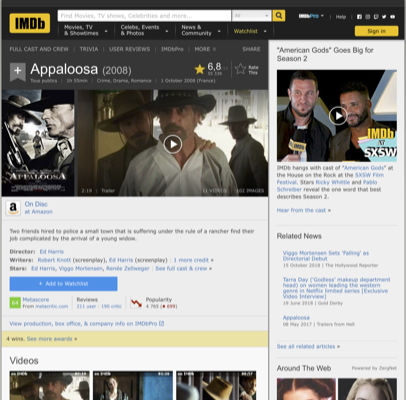 IMDb
Find Movies, TV shows, Celebrities and more...
All
IMDbPro
Help
Movies, TV & Showtimes
Celebs, Events & Photos
News & Community
Watchlist
Sign in
FULL CAST AND CREW | TRIVIA | USER REVIEWS | IMDbPro | MORE
SHARE
Appaloosa (2008)
6,8
Rate This
Tous publics | 1h 55min | Crime, Drama, Romance | 1 October 2008 (France)
APPALOOSA
2:19 | Trailer
102 IMAGES
On Disc
at Amazon
Two friends hired to police a small town that is suffering under the rule of a rancher find their job complicated by the arrival of a young widow.
Director: Ed Harris
Writers: Robert Knott (screenplay), Ed Harris (screenplay) | 1 more credit »
Stars: Ed Harris, Viggo Mortensen, Renée Zellweger | See full cast & crew »
+ Add to Watchlist
Metascore
From metacritic.com
Reviews
211 user | 190 critic
Popularity
View production, box office, & company info on IMDbPro
4 wins. See more awards »
Videos
"American Gods" Goes Big for Season 2
IMDb
SXSW
IMDb hangs with cast of "American Gods" at the House on the Rock at the SXSW Film Festival. Stars Ricky Whittle and Pablo Schreiber reveal the one word that best describes Season 2.
Hear from the cast »
Related News
Viggo Mortensen Sets 'Falling' as Directorial Debut
15 October 2018 | The Hollywood Reporter
Tarra Day ('Godless' makeup department head) on women leading the western genre in Netflix limited series [Exclusive Video Interview]
19 June 2018 | Gold Derby
Appaloosa
09 May 2017 | Trailers from Hell
See all related articles »
Around The Web
Powered by ZergNet